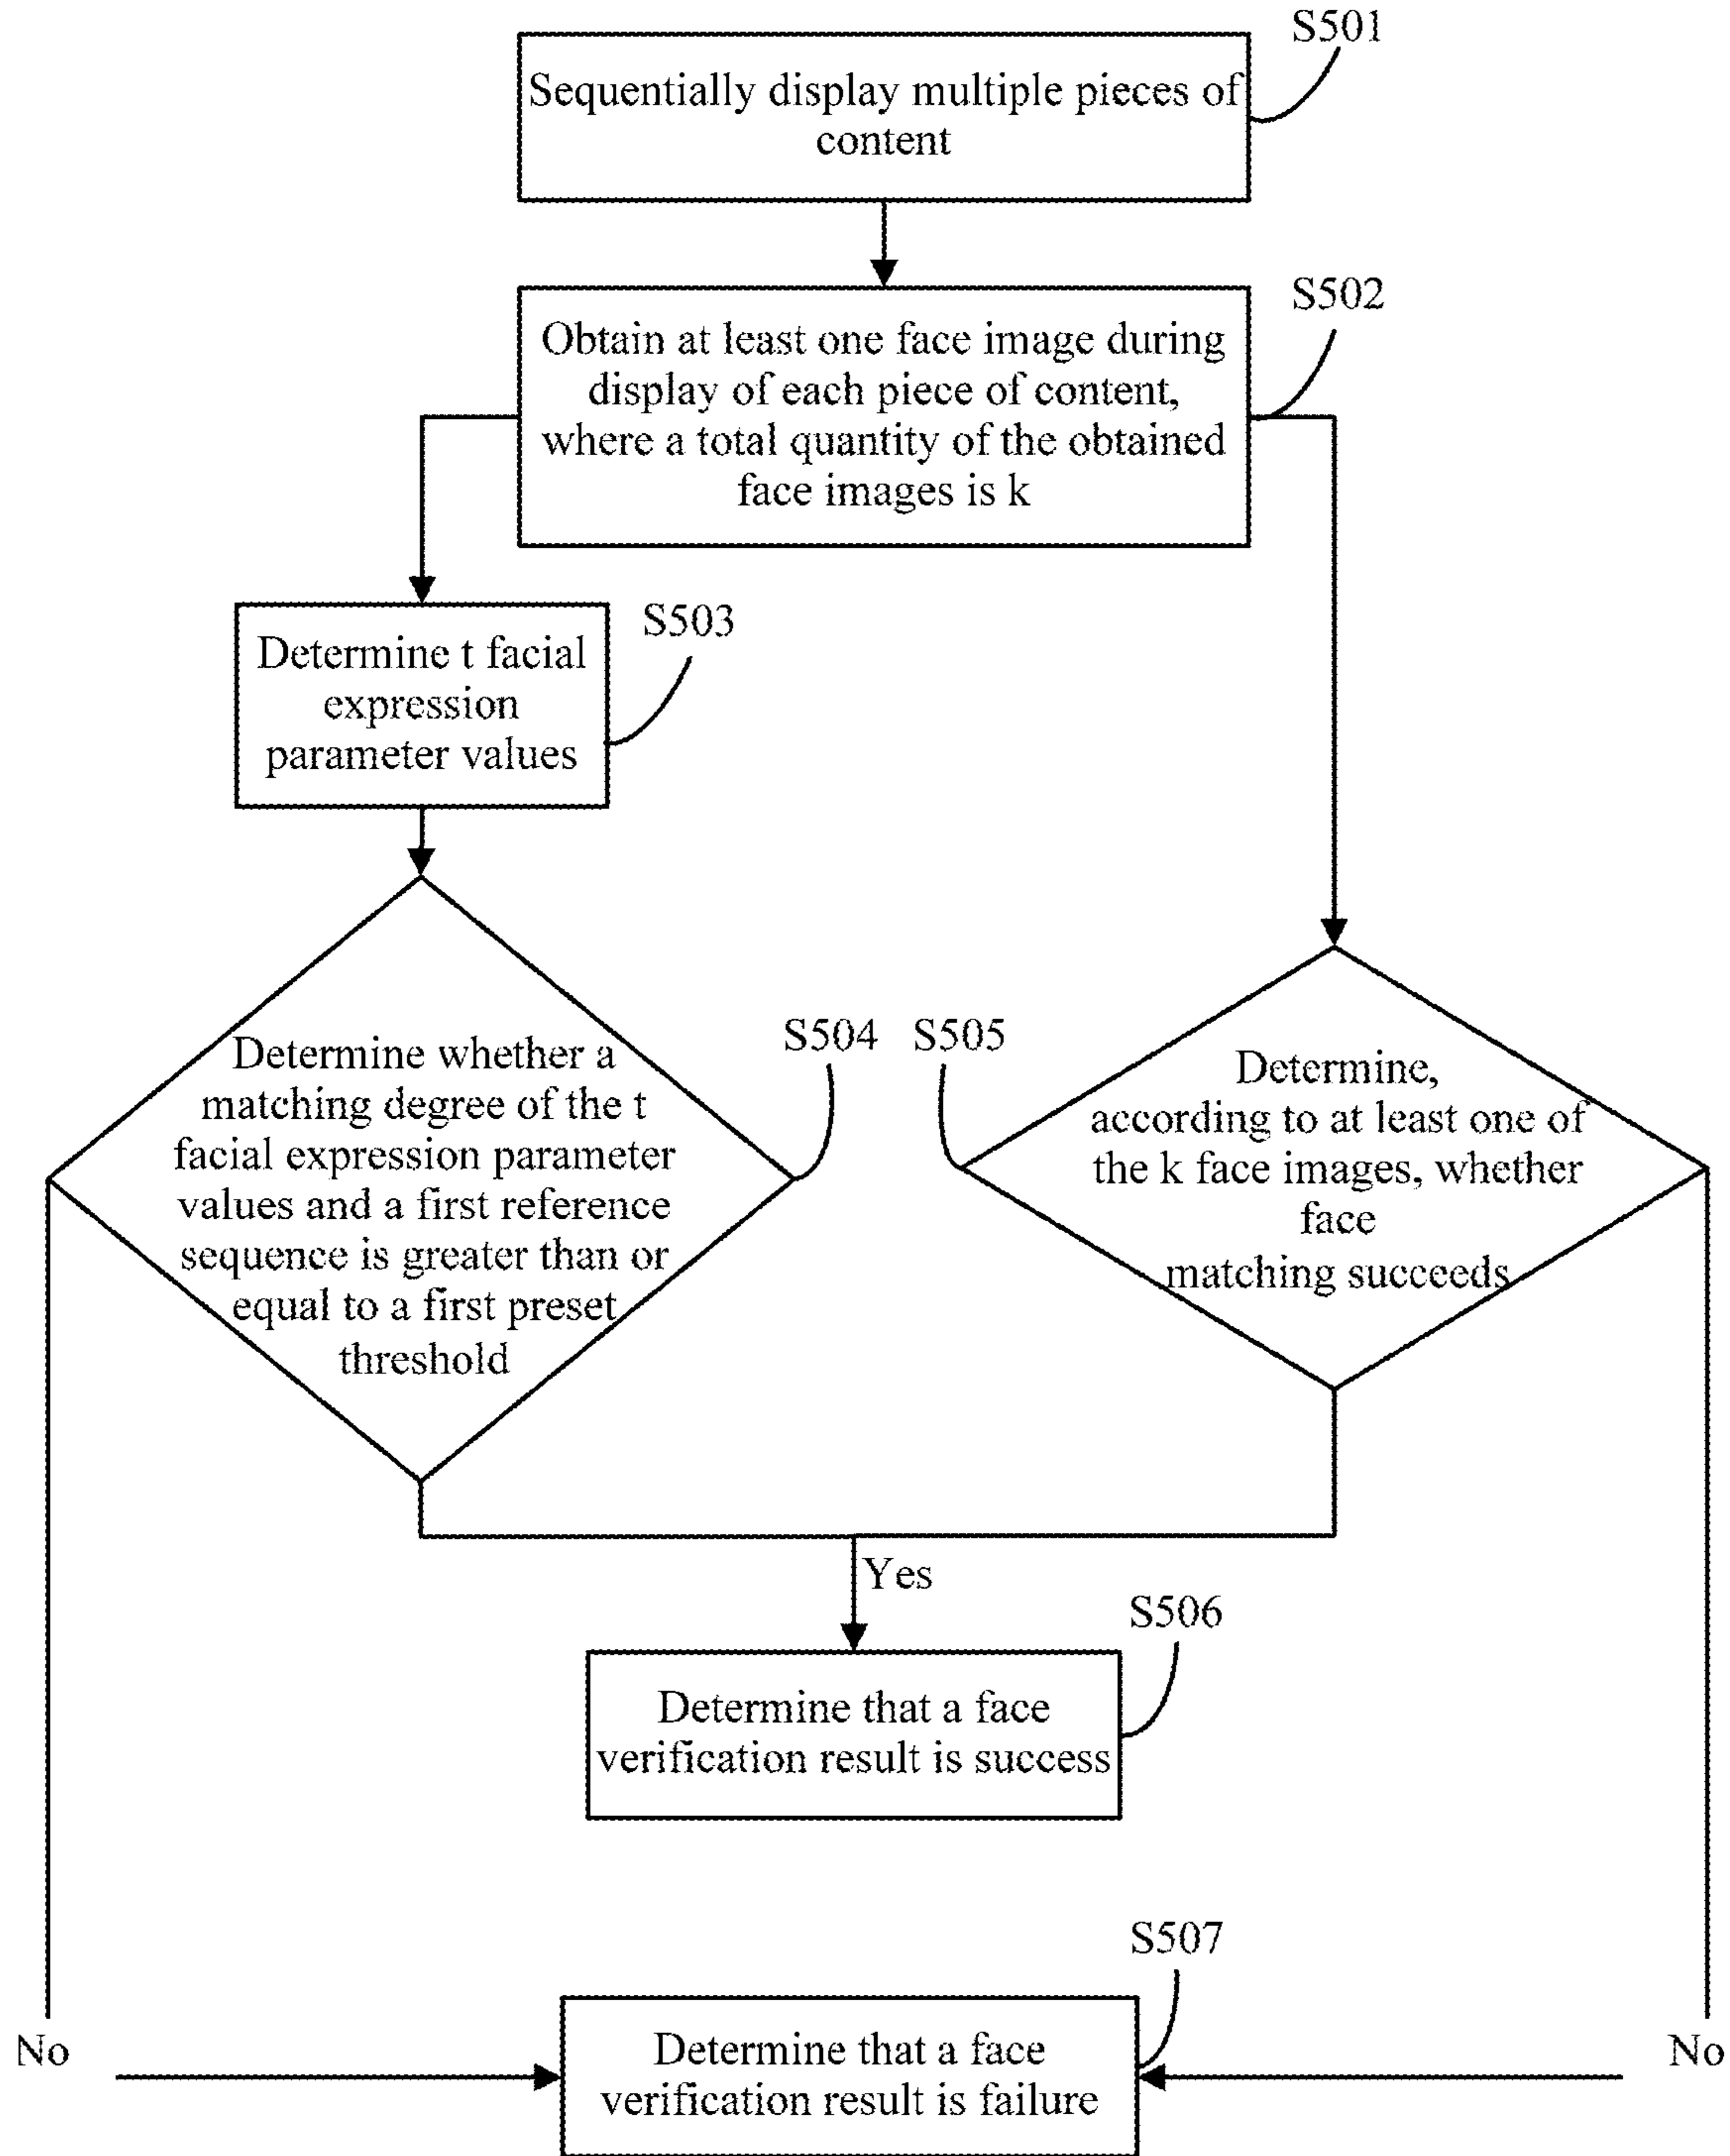 S501
Sequentially display multiple pieces of
content
S502
Obtain at least one face image during
display of each piece of content,
where a total quantity of the obtained
face images is k
S503
Determine t facial
expression
parameter values
S504
Determine whether a
matching degree of the t
facial expression parameter
values and a first reference
sequence is greater than or
equal to a first preset
threshold
S505
Determine,
according to at least one of
the k face images, whether
face
matching succeeds
Yes
S506
Determine that a face
verification result is success
S507
No
Determine that a face
verification result is failure
No